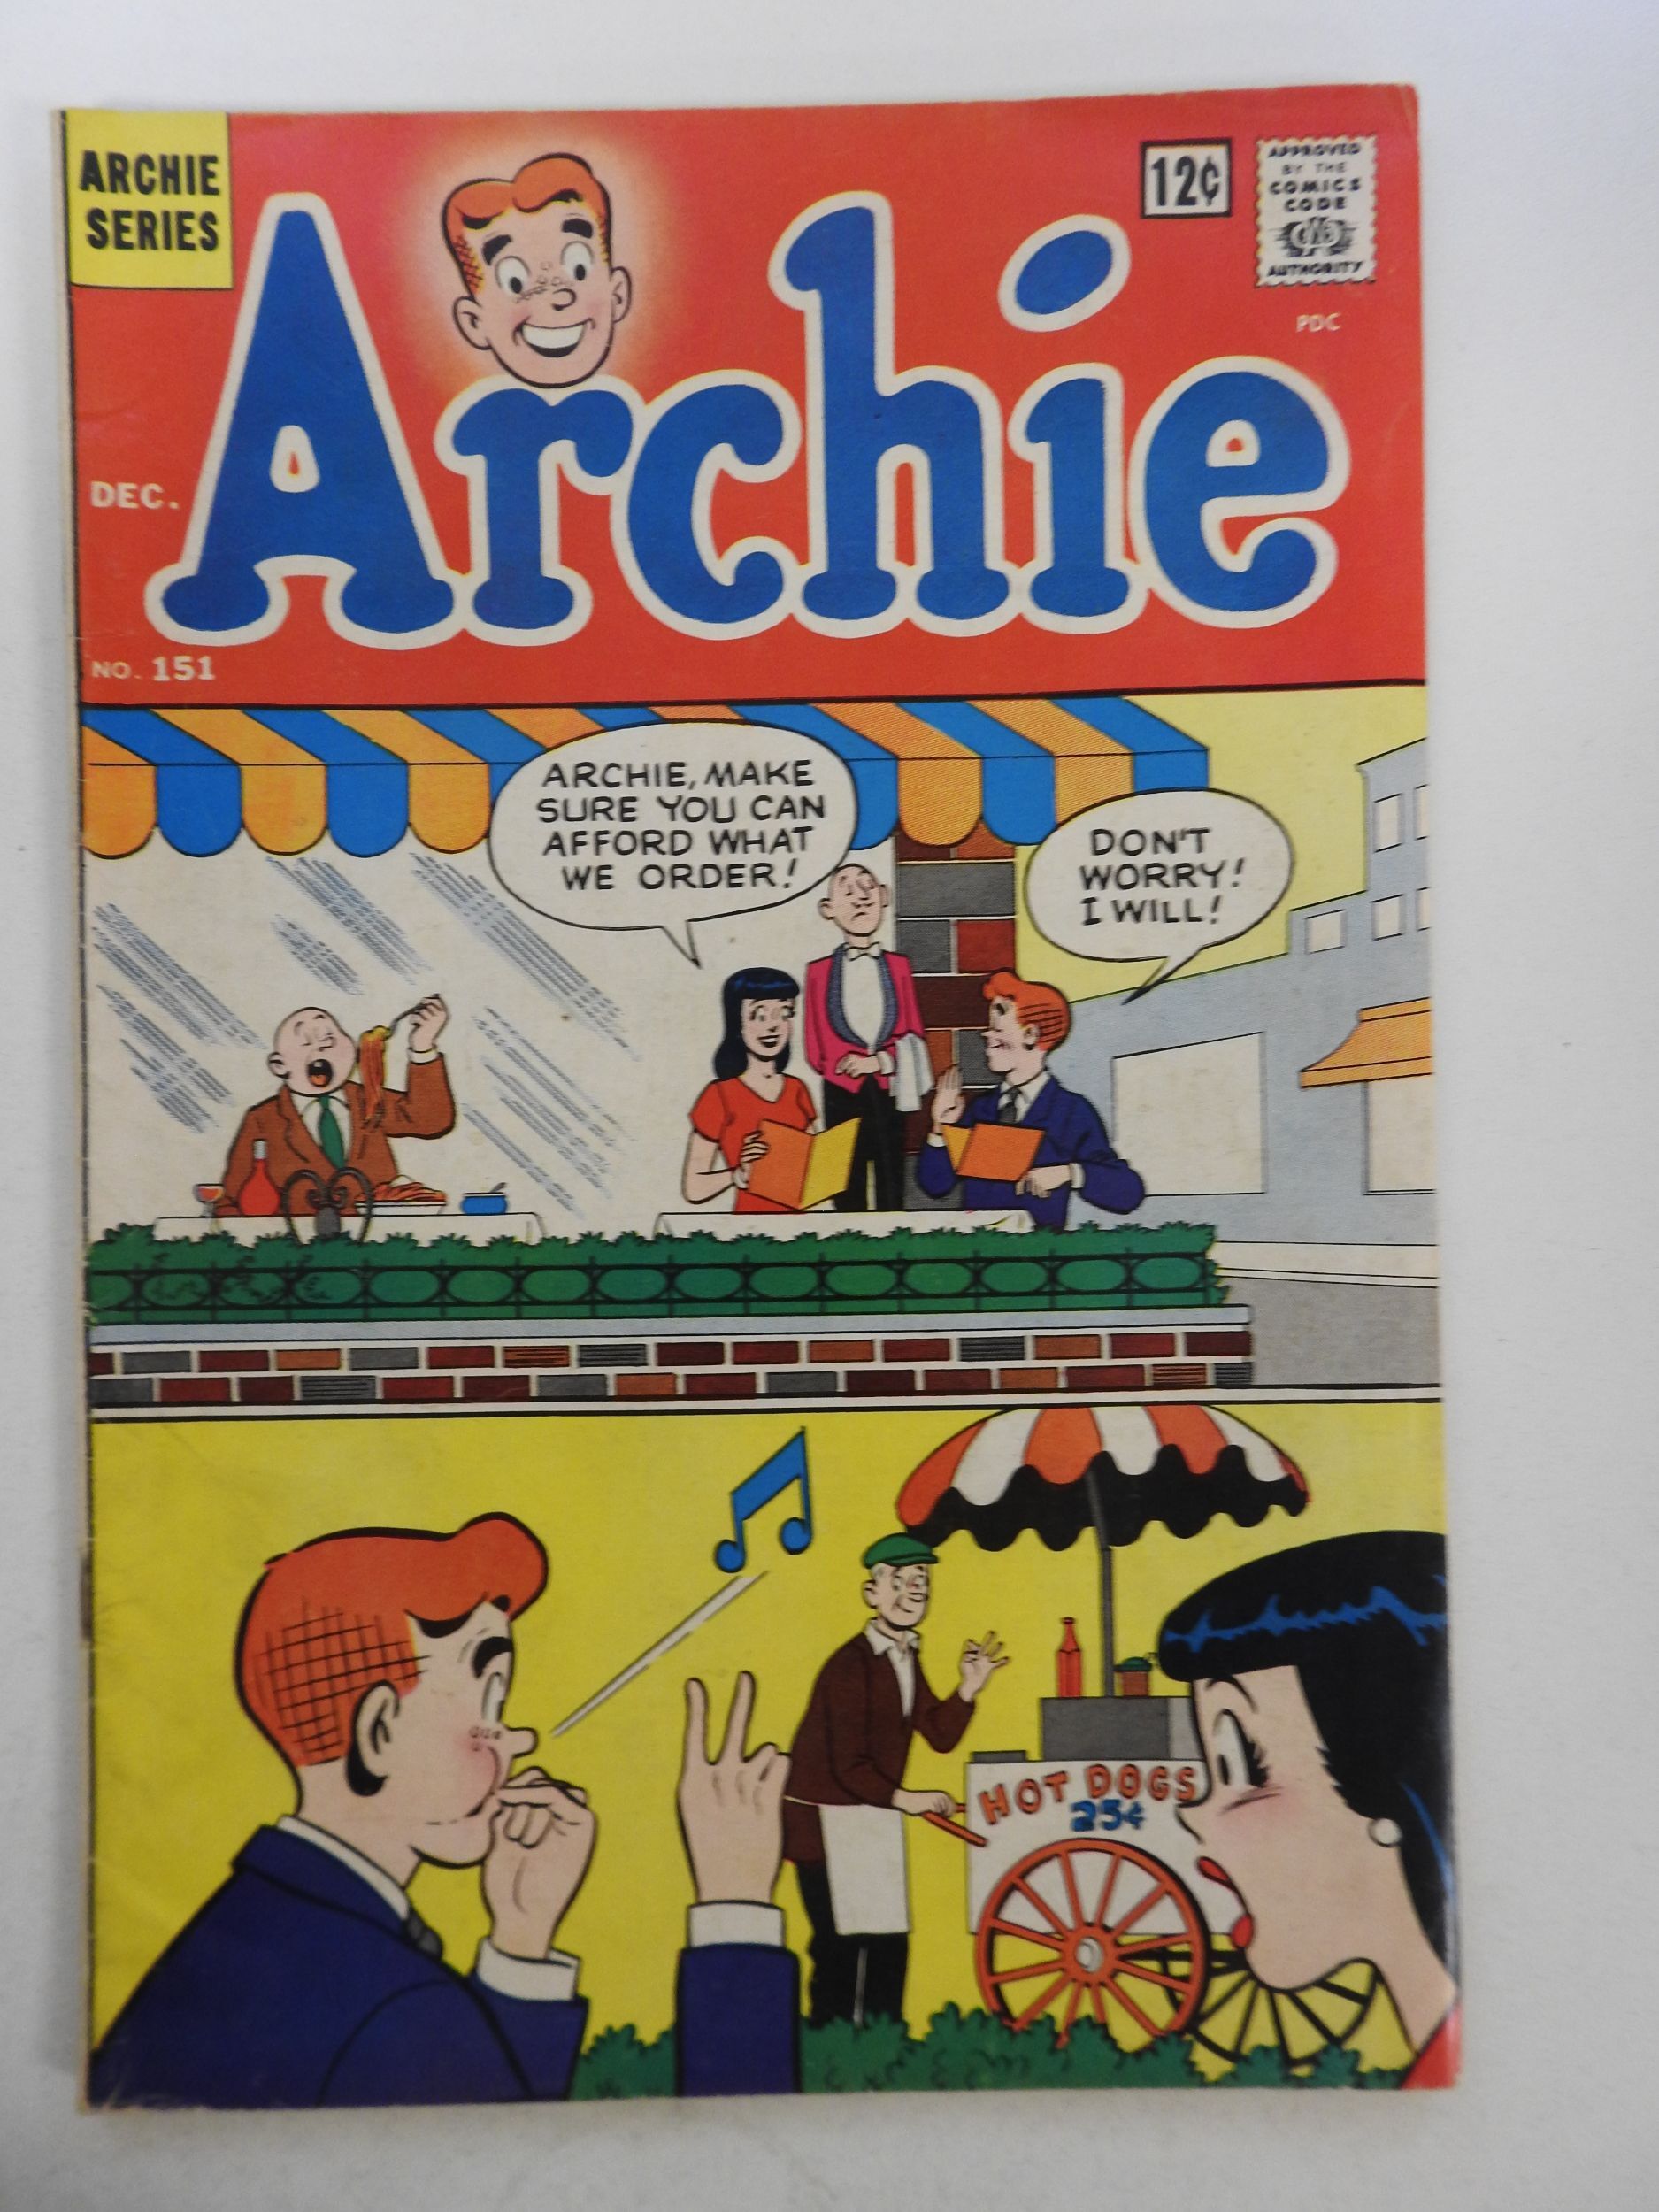 ARCHIE
SERIES
Archie
12¢
APPROVED
BY THE
COMICS
CODE
AUTHORITY
PDC
DEC.
NO. 151
ARCHIE, MAKE
SURE YOU CAN
AFFORD WHAT
WE ORDER!
DON'T
WORRY!
I WILL!
HOT DOGS
25¢